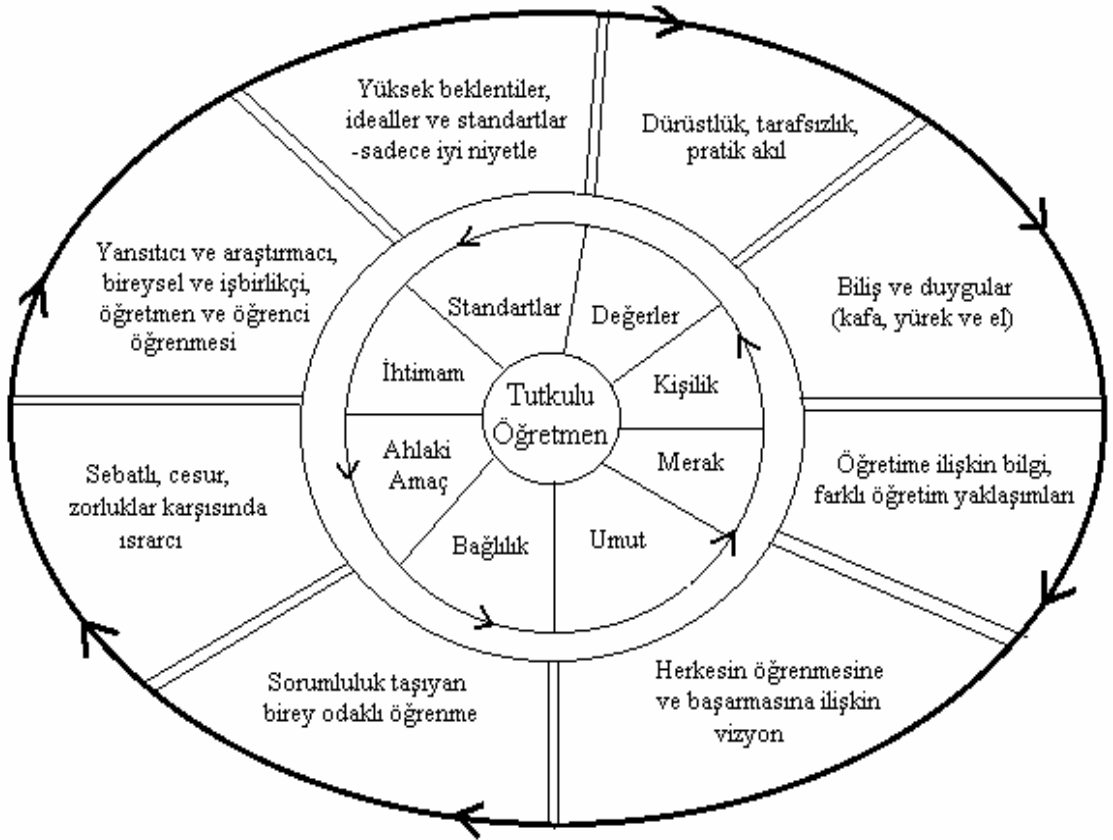 Yüksek beklentiler,
idealler ve standartlar
-sadece iyi niyetle
Dürüstlük, tarafsızlık,
pratik akıl
Biliş ve duygular
(kafa, yürek ve el)
Öğretime ilişkin bilgi,
farklı öğretim yaklaşımları
Herkesin öğrenmesine
ve başarmasına ilişkin
vizyon
Sorumluluk taşıyan
birey odaklı öğrenme
Sebatlı, cesur,
zorluklar karşısında
ısrarcı
Yansıtıcı ve araştırmacı,
bireysel ve işbirlikçi,
öğretmen ve öğrenci
öğrenmesi
Standartlar
Değerler
Kişilik
Merak
Umut
Bağlılık
Ahlaki
Amaç
İhtimam
Tutkulu
Öğretmen